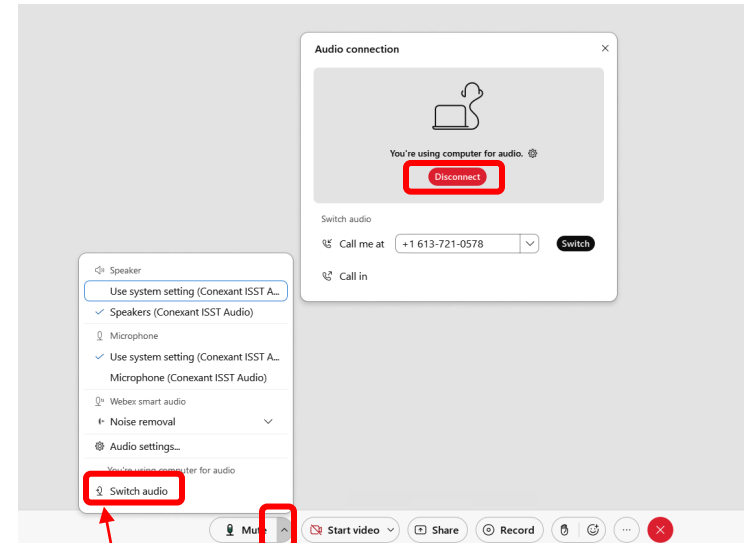 Audio connection
You're using computer for audio.
Disconnect
Switch audio
Call me at +1 613-721-0578 Switch
Call in
Speaker
Use system setting (Conexant ISST A...
Speakers (Conexant ISST Audio)
Microphone
Use system setting (Conexant ISST A...
Microphone (Conexant ISST Audio)
Webex smart audio
Noise removal
Audio settings...
You're using computer for audio
Switch audio
Mute Start video Share Record